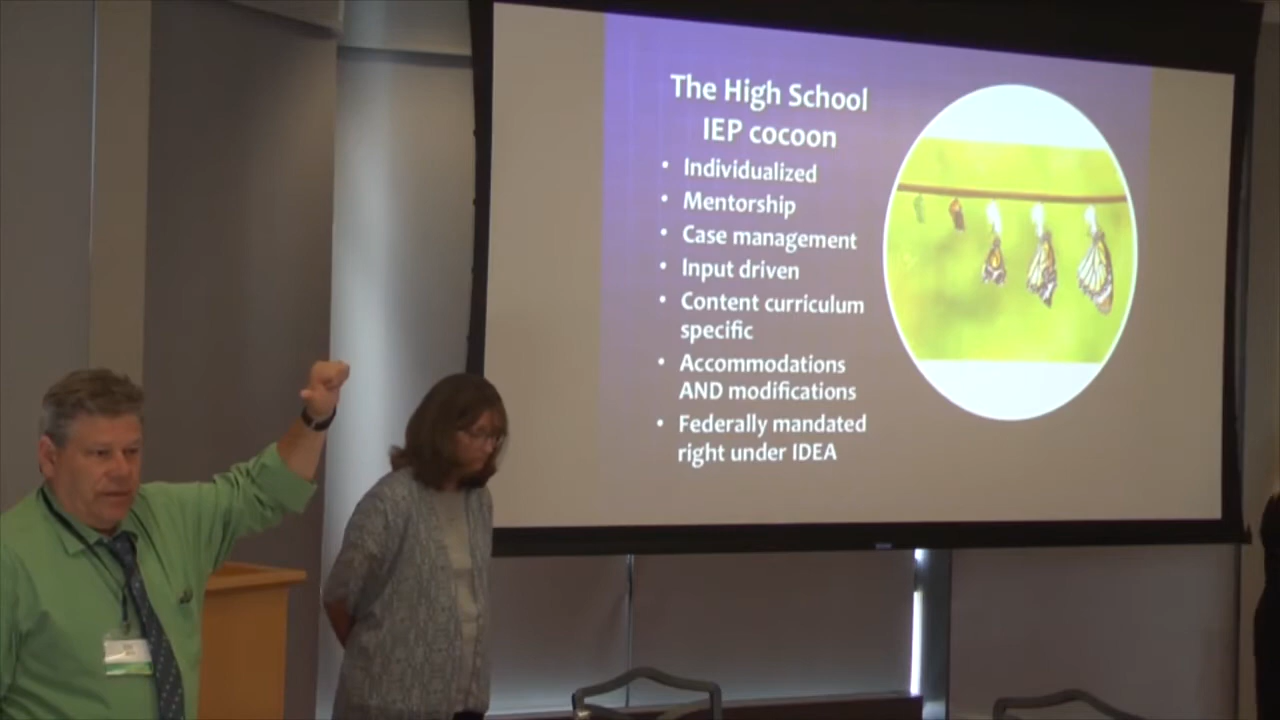 The High School
IEP cocoon
• Individualized
• Mentorship
• Case management
• Input driven
• Content curriculum
specific
• Accommodations
AND modifications
• Federally mandated
right under IDEA